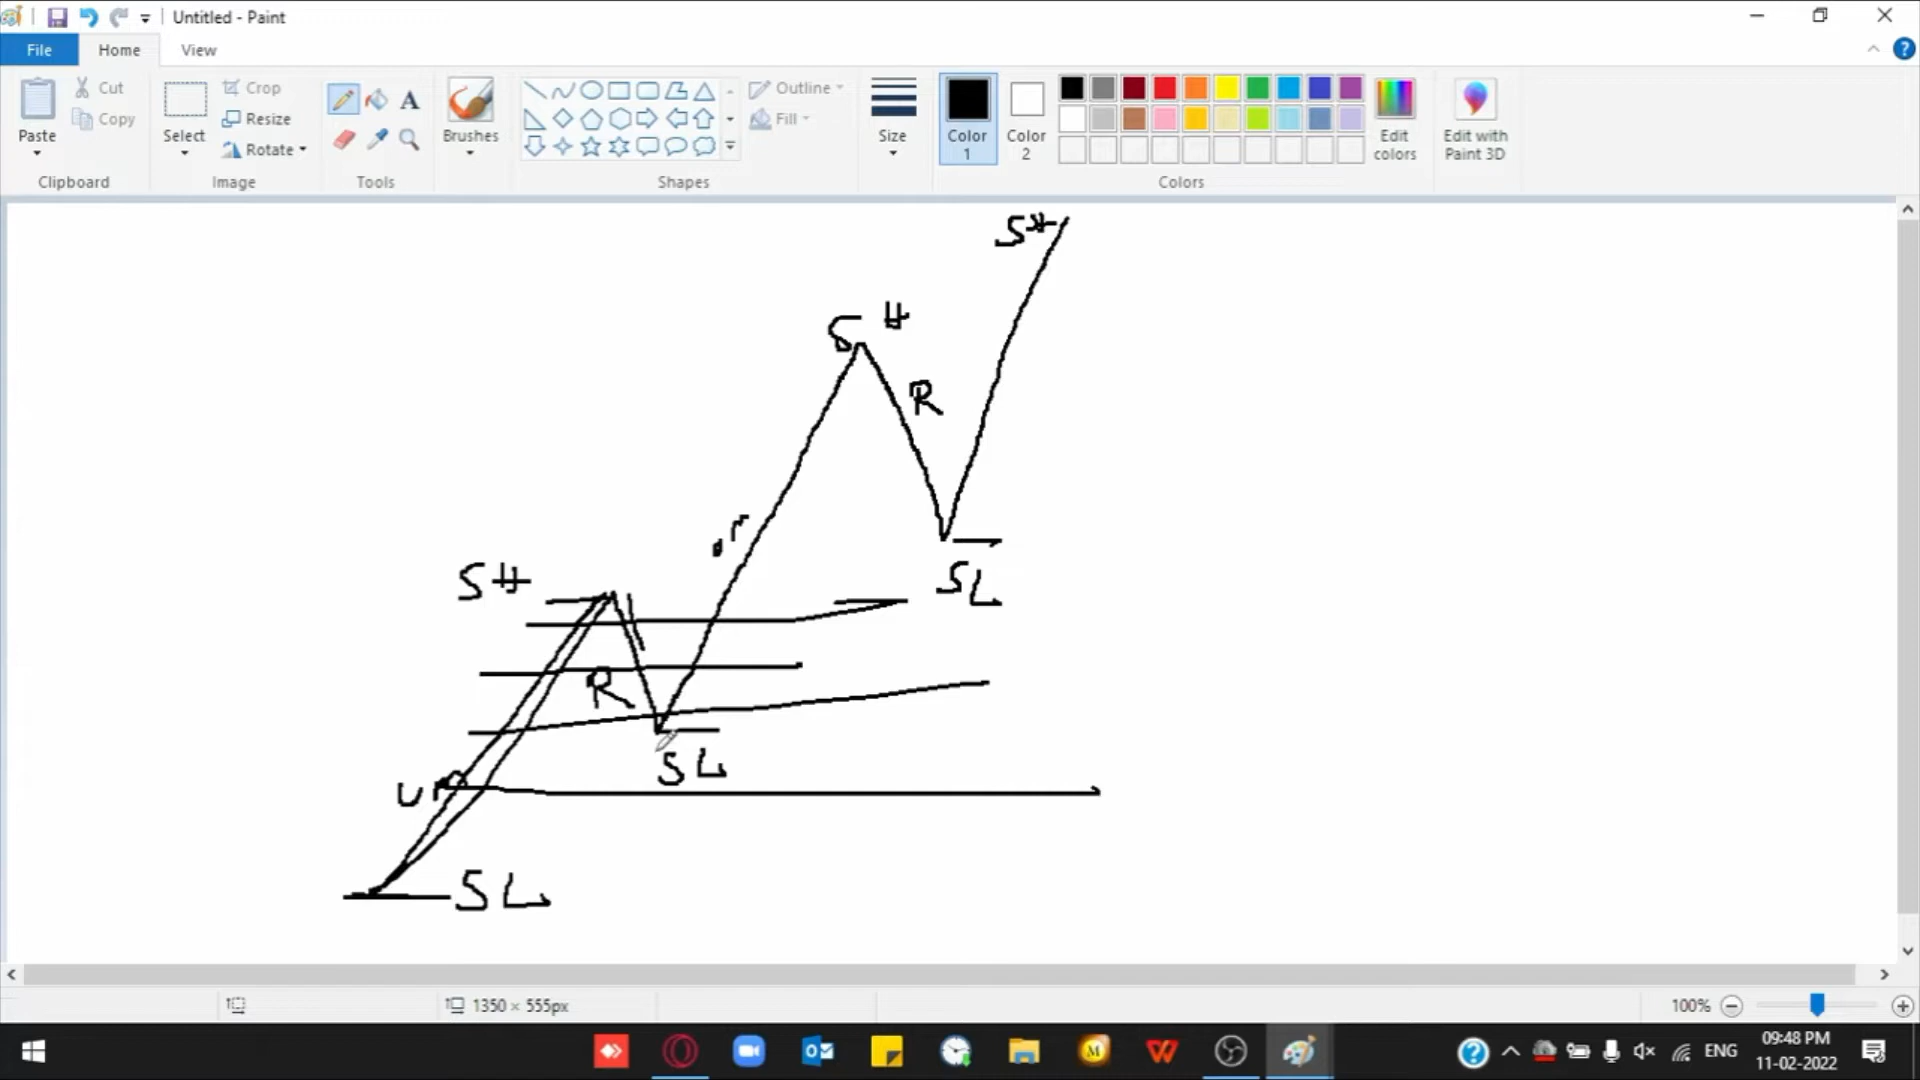 Untitled - Paint
File Home View
Paste
Cut
Copy
Clipboard
Select
Crop
Resize
Rotate
Image
Tools
Brushes
Shapes
Outline
Fill
Size
Color 1
Color 2
Edit colors
Edit with Paint 3D
Colors
SH
SH
R
SH
SL
R
SL
SL
1350 × 555px
100%
09:48 PM
ENG
11-02-2022